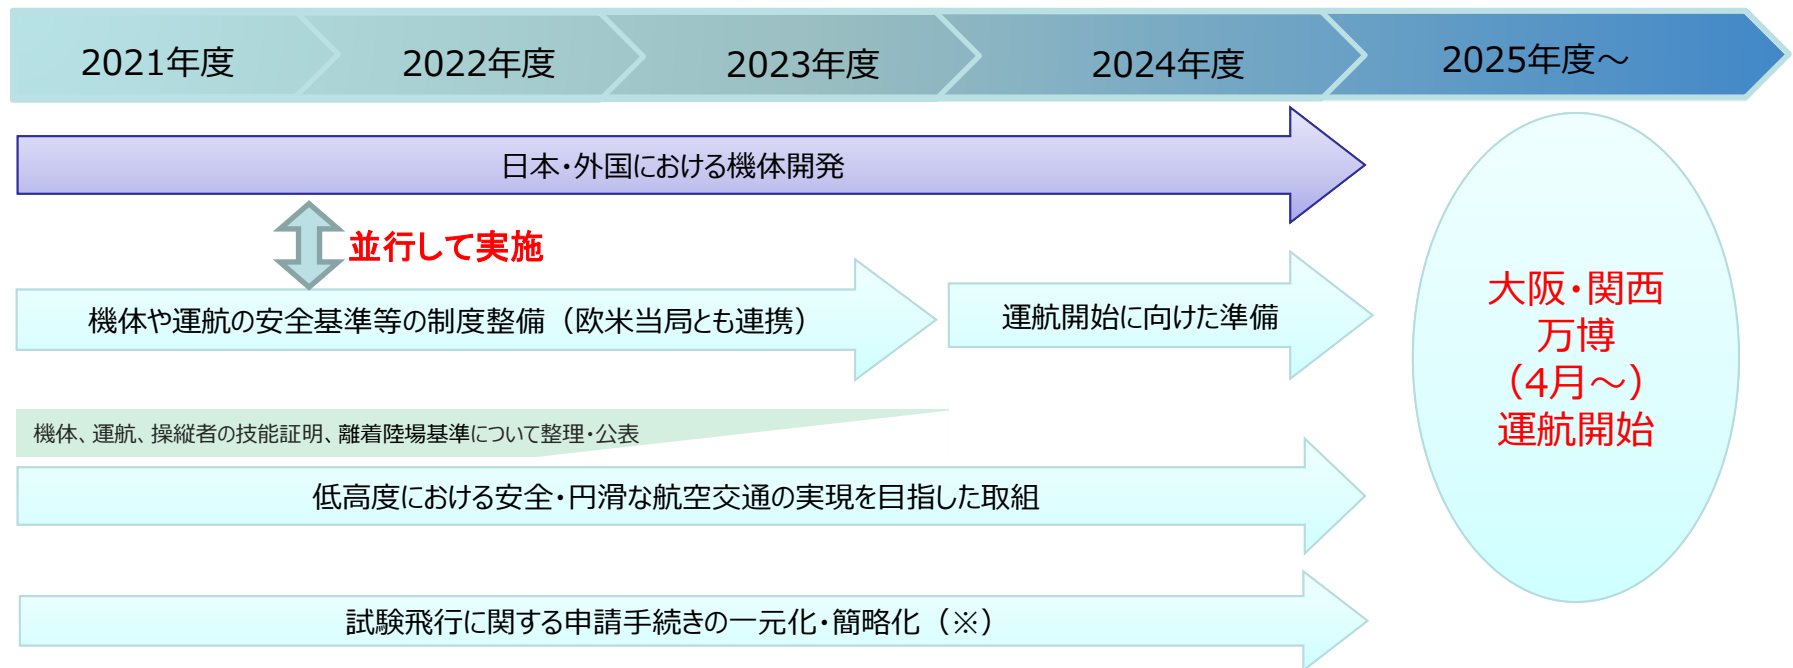 2021年度
2022年度
2023年度
2024年度
2025年度～
日本・外国における機体開発
並行して実施
機体や運航の安全基準等の制度整備（欧米当局とも連携）
運航開始に向けた準備
機体、運航、操縦者の技能証明、離着陸場基準について整理・公表
低高度における安全・円滑な航空交通の実現を目指した取組
試験飛行に関する申請手続きの一元化・簡略化（※）
大阪・関西
万博
（4月～）
運航開始